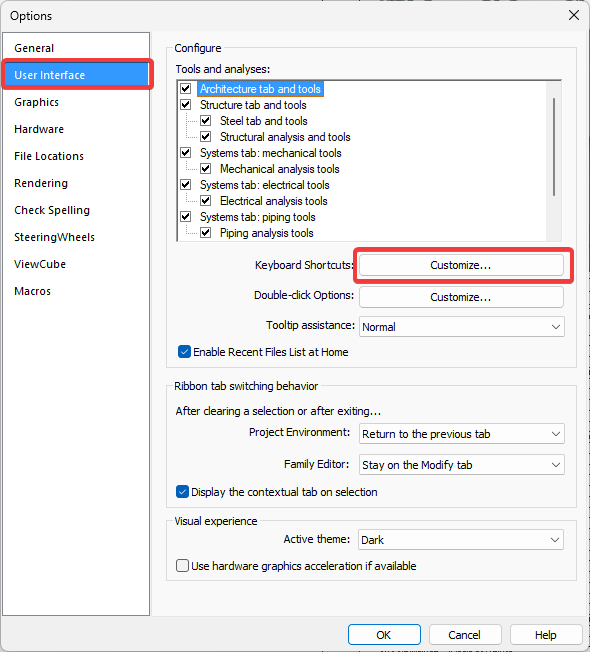 Options
General
User Interface
Graphics
Hardware
File Locations
Rendering
Check Spelling
SteeringWheels
ViewCube
Macros
Configure
Tools and analyses:
Architecture tab and tools
Structure tab and tools
Steel tab and tools
Structural analysis and tools
Systems tab: mechanical tools
Mechanical analysis tools
Systems tab: electrical tools
Electrical analysis tools
Systems tab: piping tools
Piping analysis tools
Keyboard Shortcuts: Customize...
Double-click Options: Customize...
Tooltip assistance: Normal
Enable Recent Files List at Home
Ribbon tab switching behavior
After clearing a selection or after exiting...
Project Environment: Return to the previous tab
Family Editor: Stay on the Modify tab
Display the contextual tab on selection
Visual experience
Active theme: Dark
Use hardware graphics acceleration if available
OK Cancel Help